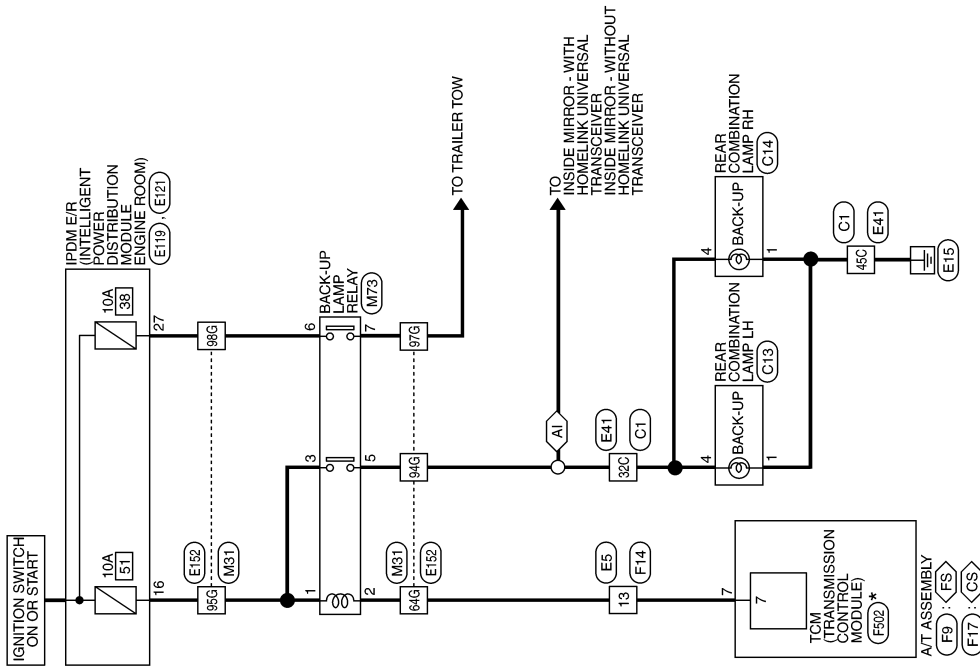 IGNITION SWITCH
ON OR START
IPDM E/R
(INTELLIGENT
POWER
DISTRIBUTION
MODULE
ENGINE ROOM)
E119 , E121
10A
51
10A
38
16
27
E152
95G
M31
98G
1
3
6
BACK-UP
LAMP
RELAY
M73
2
5
7
M31
64G
E152
94G
97G
TO TRAILER TOW
AI
TO
INSIDE MIRROR - WITH
HOMELINK UNIVERSAL
TRANSCEIVER
INSIDE MIRROR - WITHOUT
HOMELINK UNIVERSAL
TRANSCEIVER
E5
13
F14
E41
32C
C1
4
BACK-UP
1
REAR
COMBINATION
LAMP LH
C13
4
BACK-UP
1
REAR
COMBINATION
LAMP RH
C14
C1
45C
E41
E15
7
7
TCM
(TRANSMISSION
CONTROL
MODULE)
F502 *
A/T ASSEMBLY
F9 : FS
F17 : CS